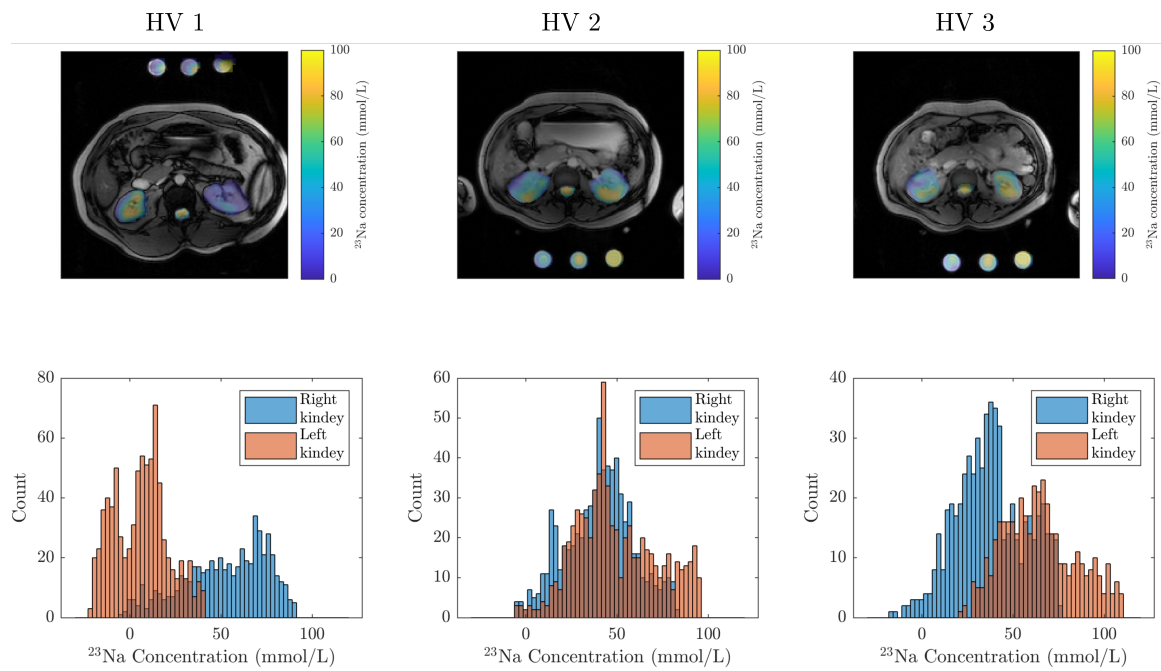 HV 1
HV 2
HV 3
100
80
60
40
20
0
²³Na concentration (mmol/L)
100
80
60
40
20
0
²³Na concentration (mmol/L)
100
80
60
40
20
0
²³Na concentration (mmol/L)
80
60
40
20
0
Count
Right
kindey
Left
kindey
0
50
100
²³Na Concentration (mmol/L)
60
50
40
30
20
10
0
Count
Right
kindey
Left
kindey
0
50
100
²³Na Concentration (mmol/L)
40
30
20
10
0
Count
Right
kindey
Left
kindey
0
50
100
²³Na Concentration (mmol/L)